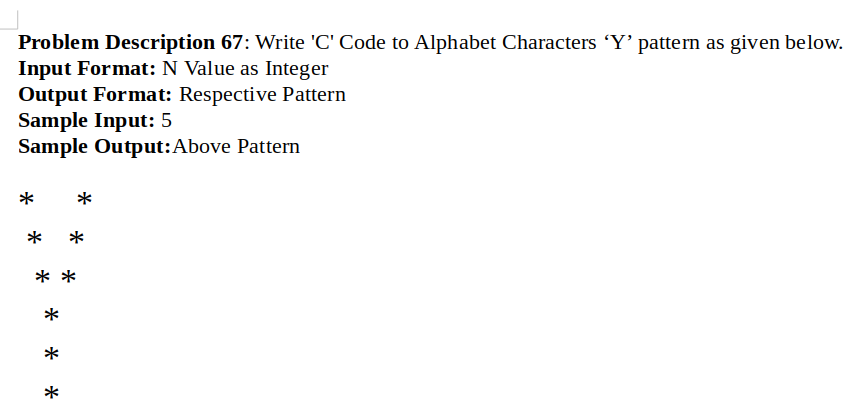 Problem Description 67: Write 'C' Code to Alphabet Characters ‘Y’ pattern as given below.
Input Format: N Value as Integer
Output Format: Respective Pattern
Sample Input: 5
Sample Output:Above Pattern
*     *
 *   *
  * *
   *
   *
   *